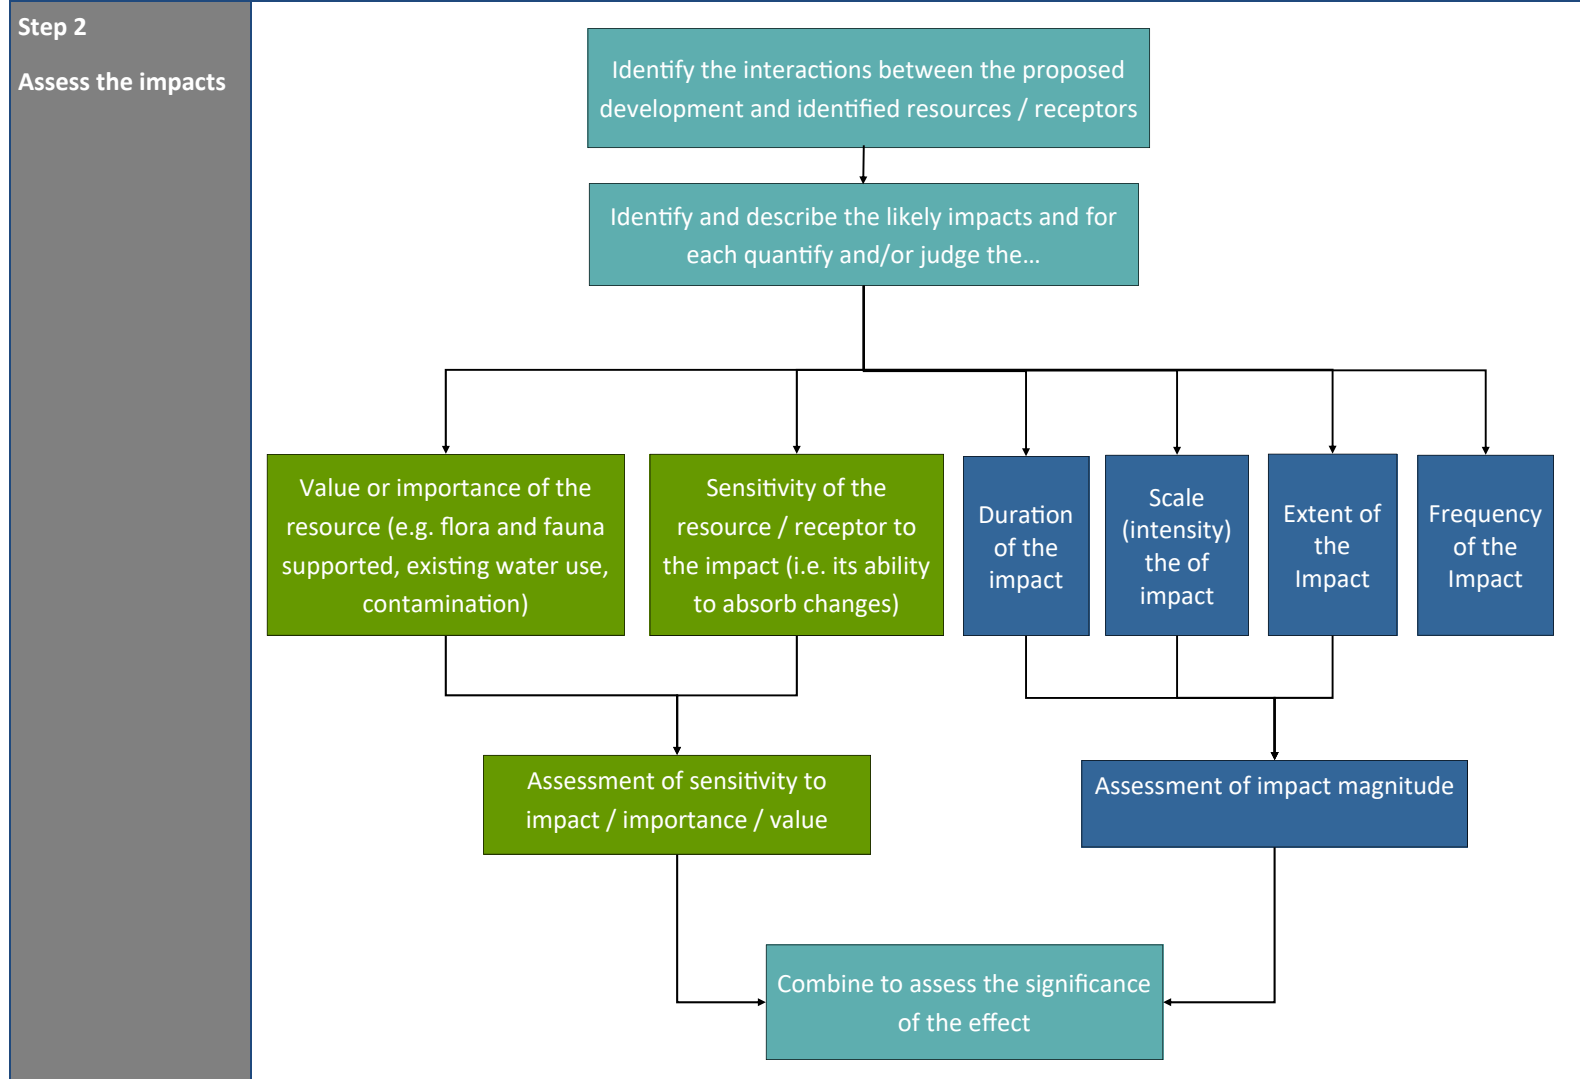 Step 2
Assess the impacts
Identify the interactions between the proposed
development and identified resources / receptors
Identify and describe the likely impacts and for
each quantify and/or judge the…
Value or importance of the
resource (e.g. flora and fauna
supported, existing water use,
contamination)
Sensitivity of the
resource / receptor to
the impact (i.e. its ability
to absorb changes)
Duration
of the
impact
Scale
(intensity)
the of
impact
Extent of
the
Impact
Frequency
of the
Impact
Assessment of sensitivity to
impact / importance / value
Assessment of impact magnitude
Combine to assess the significance
of the effect